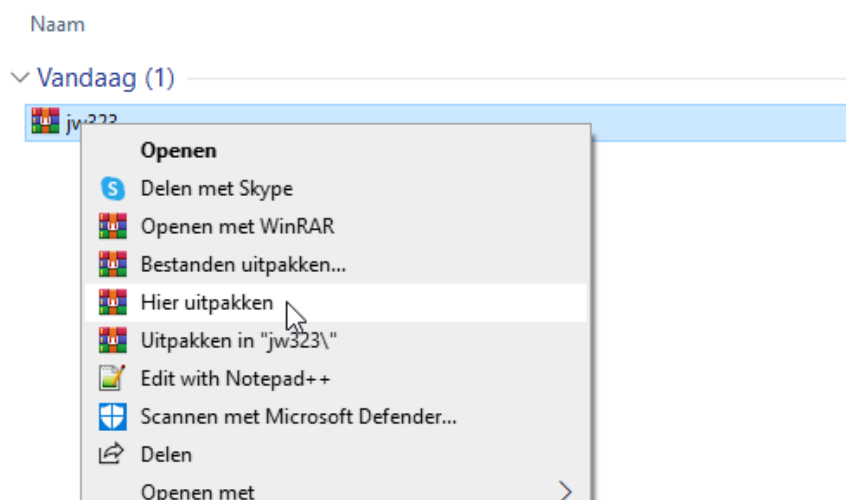 Naam
Vandaag (1)
jw323
Openen
Delen met Skype
Openen met WinRAR
Bestanden uitpakken...
Hier uitpakken
Uitpakken in "jw323\"
Edit with Notepad++
Scannen met Microsoft Defender...
Delen
Openen met